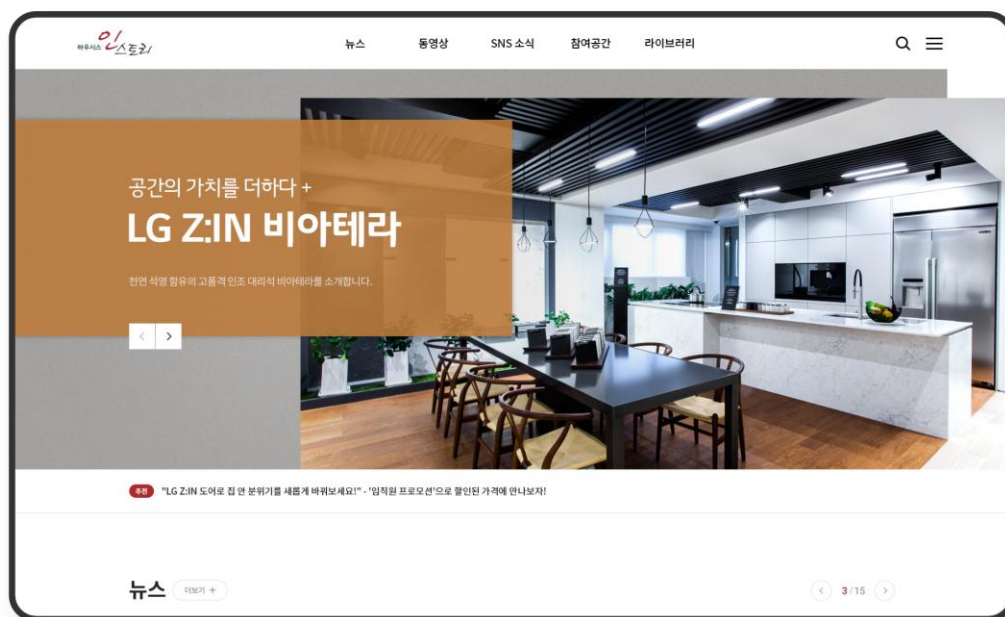 하우시스 인스토리
뉴스 동영상 SNS 소식 참여공간 라이브러리
공간의 가치를 더하다 +
LG Z:IN 비아테라
천연 석영 함유의 고품격 인조 대리석 비아테라를 소개합니다.
추천 "LG Z:IN 도어로 집 안 분위기를 새롭게 바꿔보세요!" - '임직원 프로모션'으로 할인된 가격에 만나보자!
뉴스 더보기 +
3 / 15